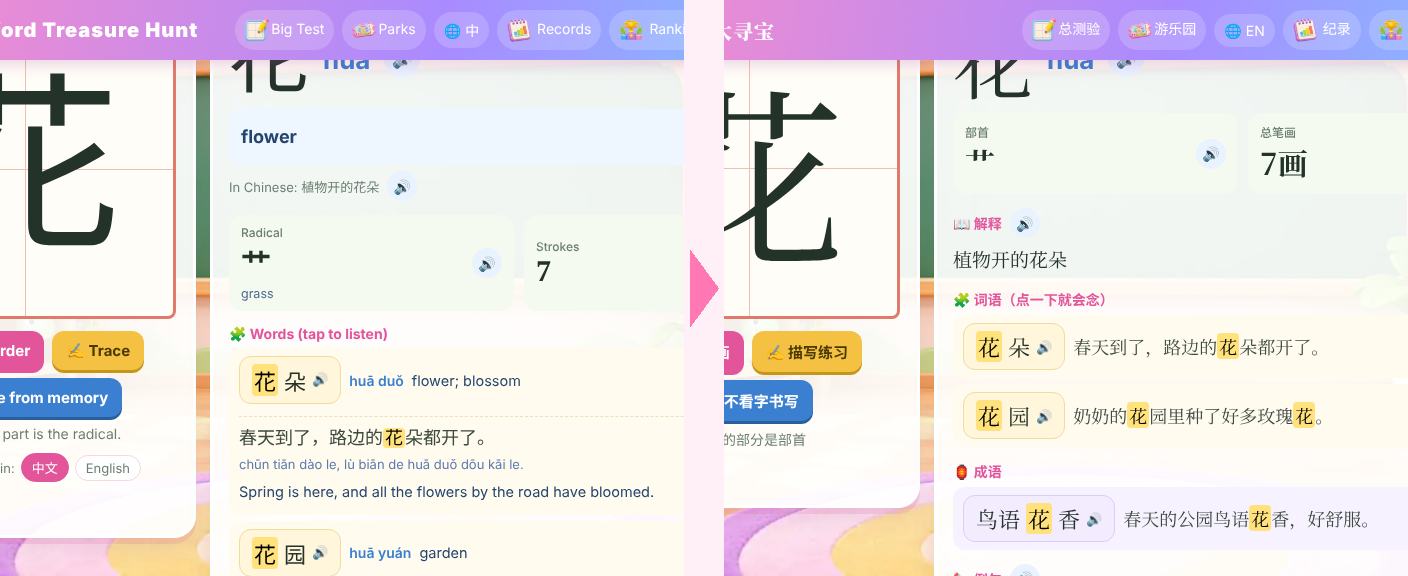 ord Treasure Hunt
Big Test
Parks
中
Records
Ranki
花 huā
花
flower
In Chinese: 植物开的花朵
Radical
艹
grass
Strokes
7
Words (tap to listen)
花朵 huā duǒ flower; blossom
春天到了，路边的花朵都开了。
chūn tiān dào le, lù biān de huā duǒ dōu kāi le.
Spring is here, and all the flowers by the road have bloomed.
花园 huā yuán garden
rder
Trace
e from memory
part is the radical.
in: 中文 English
大寻宝
总测验
游乐园
EN
纪录
花 huā
花
部首
艹
总笔画
7画
解释
植物开的花朵
词语（点一下就会念）
花朵 春天到了，路边的花朵都开了。
花园 奶奶的花园里种了好多玫瑰花。
成语
鸟语花香 春天的公园鸟语花香，好舒服。
描写练习
不看字书写
的部分是部首